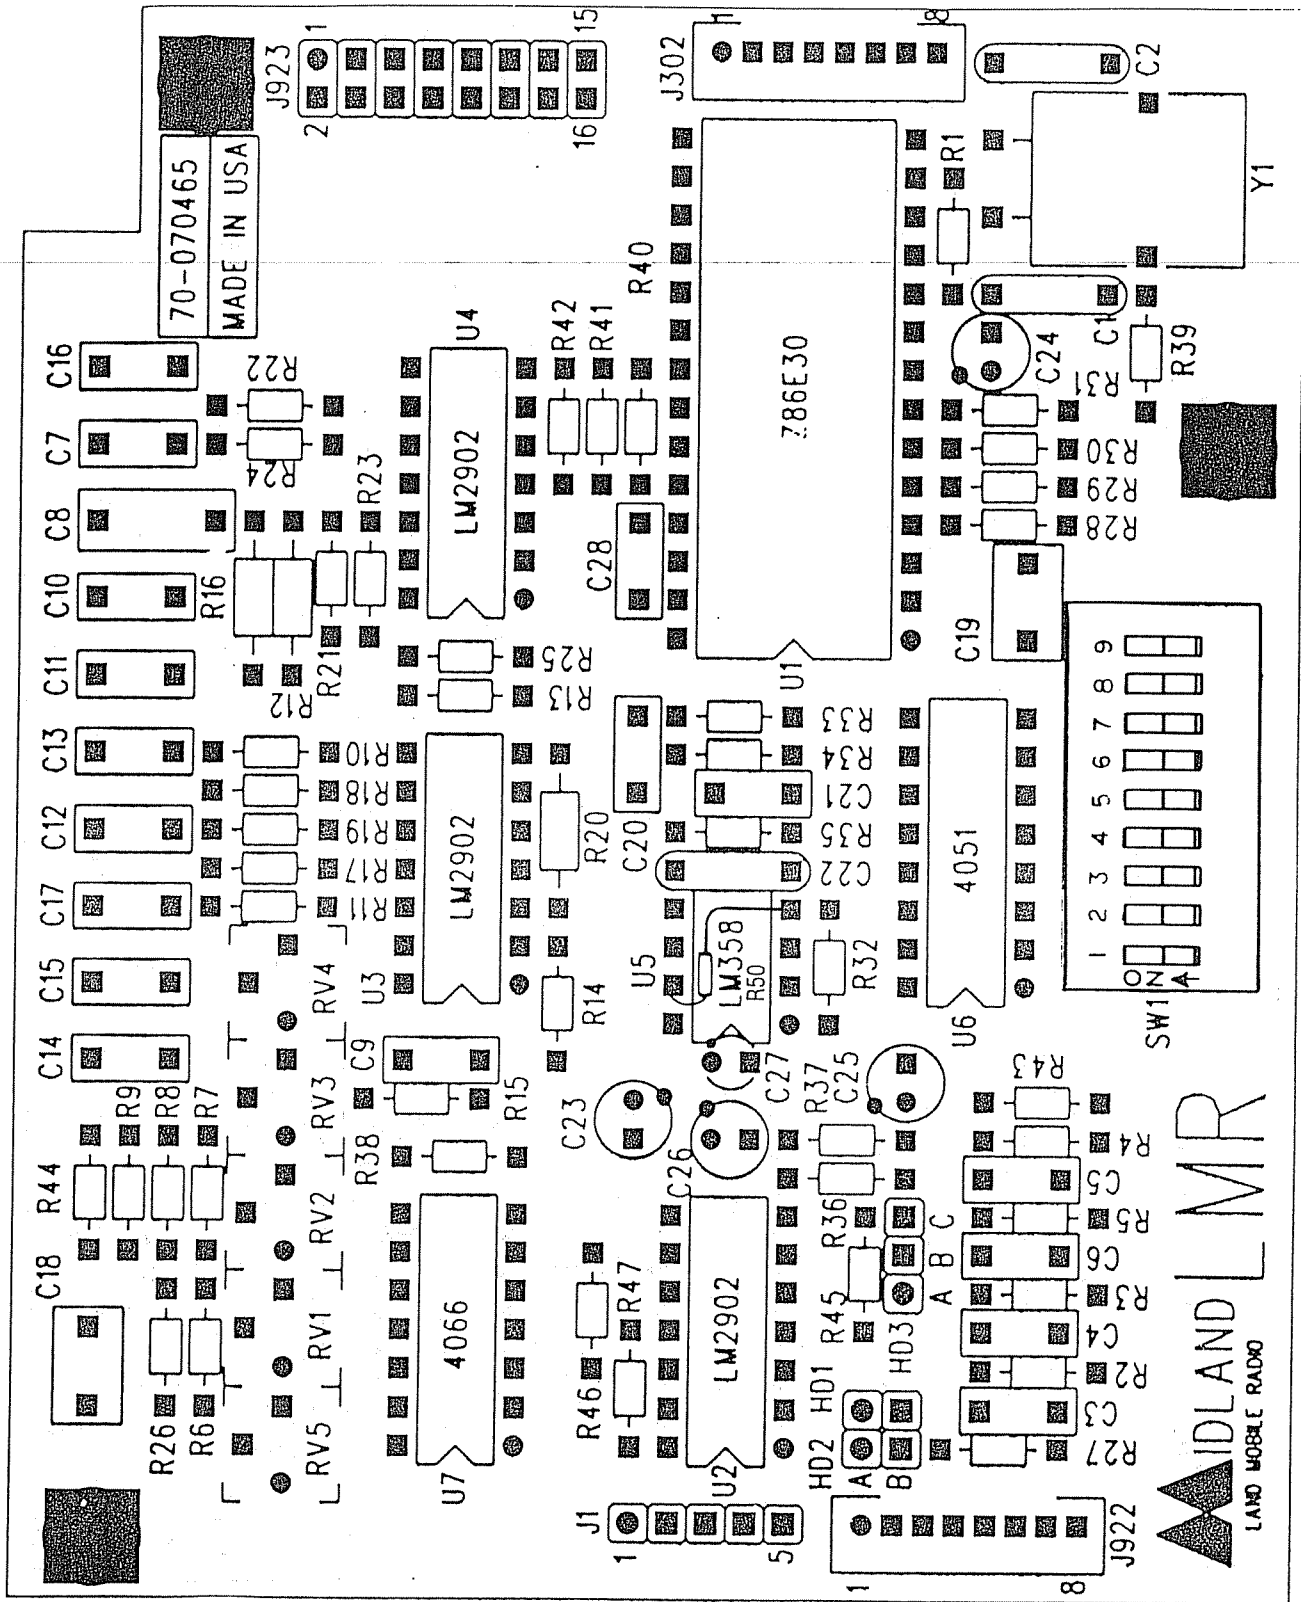 70-070465
MADE IN USA
J923
1
2
15
16
J302
1
8
C2
Y1
R1
C1
R39
C24
R31
R30
R29
R28
C19
R40
Z86E30
U1
R42
R41
U4
LM2902
C28
C16
C7
C8
C10
C11
C13
C12
C17
C15
C14
C18
R22
R24
R23
R16
R21
R12
R25
R13
R10
R18
R19
R17
R11
U3
LM2902
R20
R14
C20
R33
R34
C21
R35
C22
U5
LM358
R50
R32
4051
U6
1 2 3 4 5 6 7 8 9
ON
SW1
RV4
RV3
RV2
RV1
RV5
C9
R15
R38
R9
R8
R7
R44
R26
R6
4066
U7
C23
C26
C27
R37
C25
R36
R45
R46
R47
LM2902
U2
HD1
HD2
A
B
HD3
A B C
R43
R4
C5
R5
C6
R3
C4
R2
C3
R27
J1
1
5
J922
1
8
MIDLAND LMR
LAND MOBILE RADIO